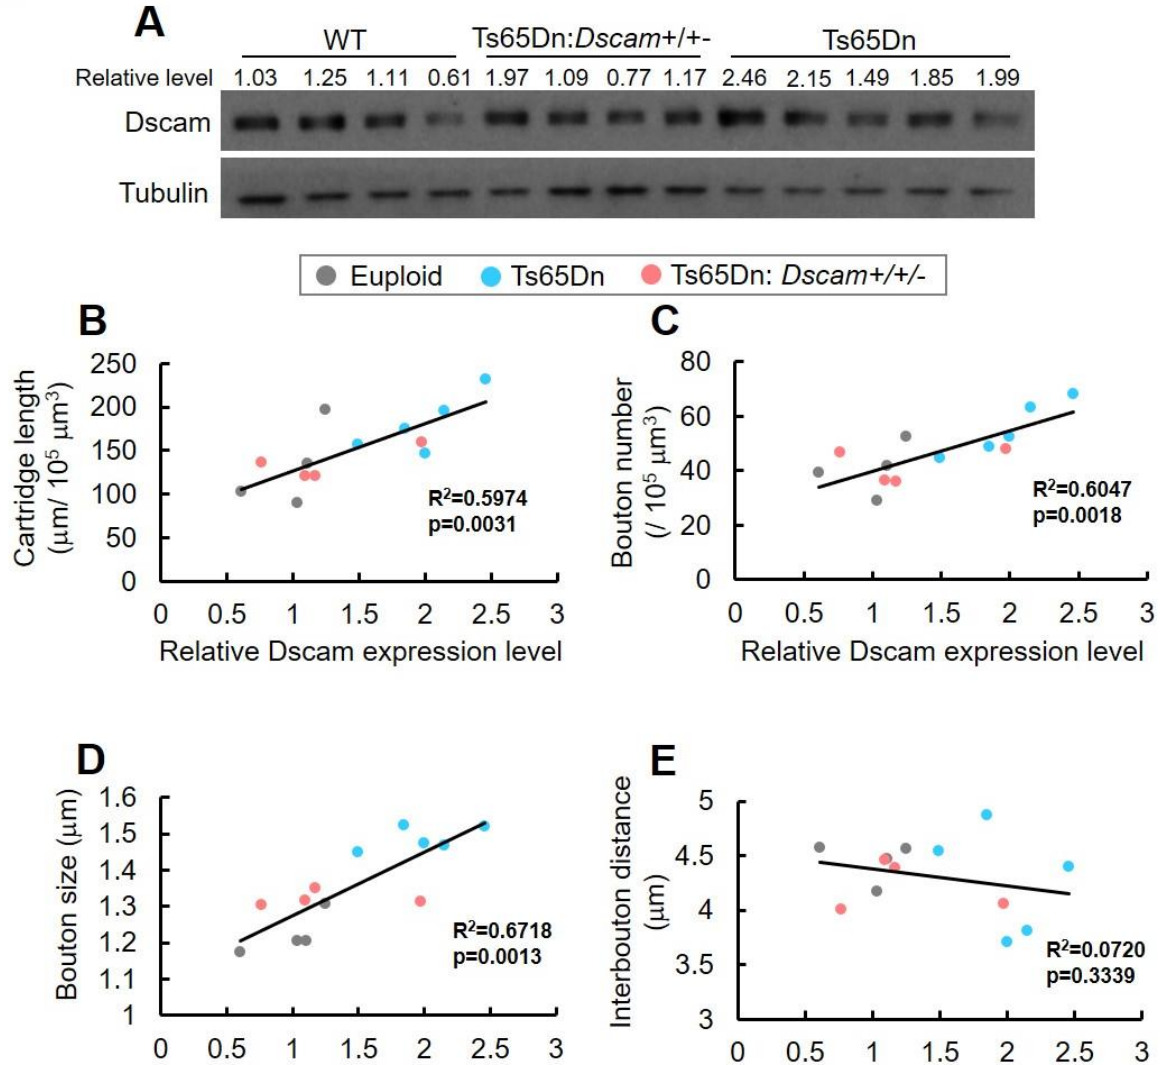 A
WT Ts65Dn:Dscam+/+- Ts65Dn
Relative level 1.03 1.25 1.11 0.61 1.97 1.09 0.77 1.17 2.46 2.15 1.49 1.85 1.99
Dscam
Tubulin
Euploid Ts65Dn Ts65Dn: Dscam+/+/-
B
Cartridge length
(μm/ 10⁵ μm³)
250
200
150
100
50
0
R²=0.5974
p=0.0031
0 0.5 1 1.5 2 2.5 3
Relative Dscam expression level
C
Bouton number
(/ 10⁵ μm³)
80
60
40
20
0
R²=0.6047
p=0.0018
0 0.5 1 1.5 2 2.5 3
Relative Dscam expression level
D
Bouton size (μm)
1.6
1.5
1.4
1.3
1.2
1.1
1
R²=0.6718
p=0.0013
0 0.5 1 1.5 2 2.5 3
E
Interbouton distance
(μm)
5
4.5
4
3.5
3
R²=0.0720
p=0.3339
0 0.5 1 1.5 2 2.5 3